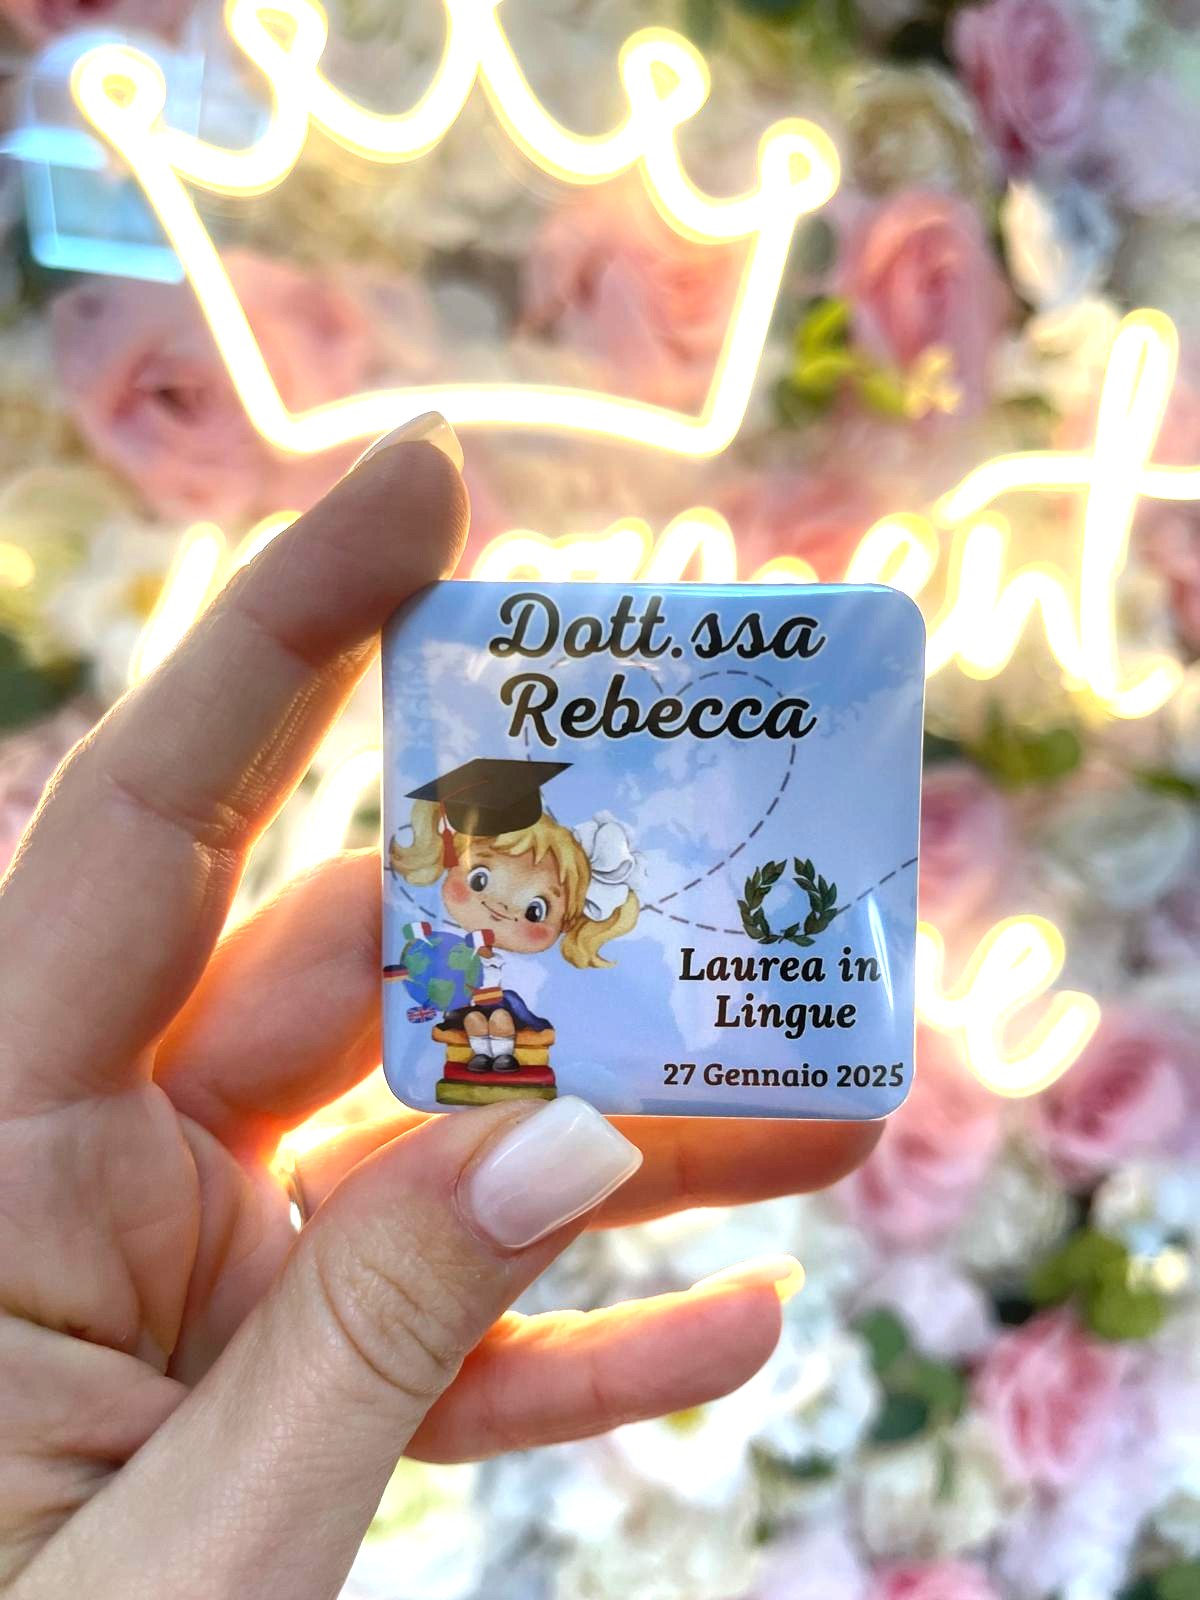 Dott.ssa
Rebecca
Laurea in
Lingue
27 Gennaio 2025